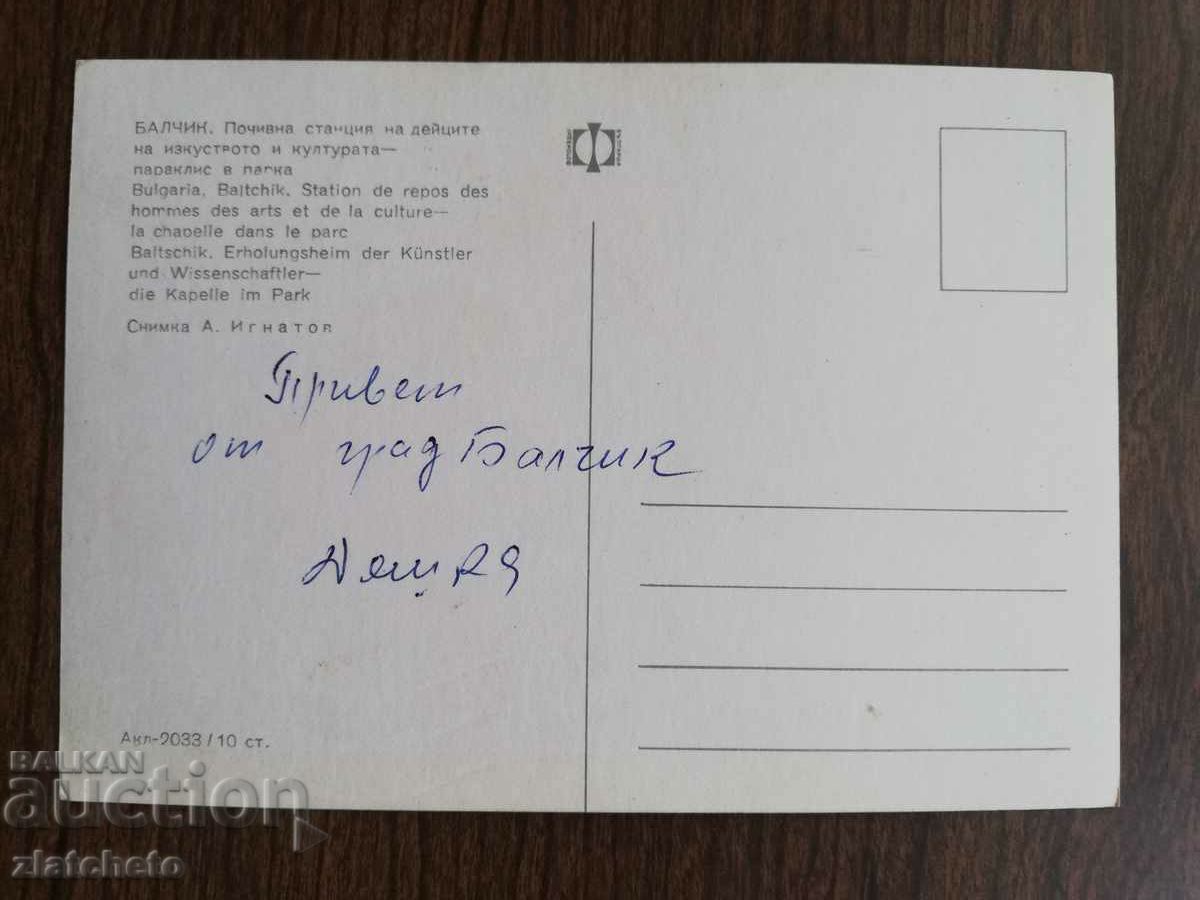 БАЛЧИК. Почивна станция на дейците
на изкуството и културата—
параклис в парка
Bulgaria. Baltchik. Station de repos des
hommes des arts et de la culture—
la chapelle dans le parc
Baltschik. Erholungsheim der Künstler
und Wissenschaftler—
die Kapelle im Park
Снимка А. Игнатов
Привет
от град Балчик
Акл-2033/10 ст.
BALKAN
auction
zlatcheto